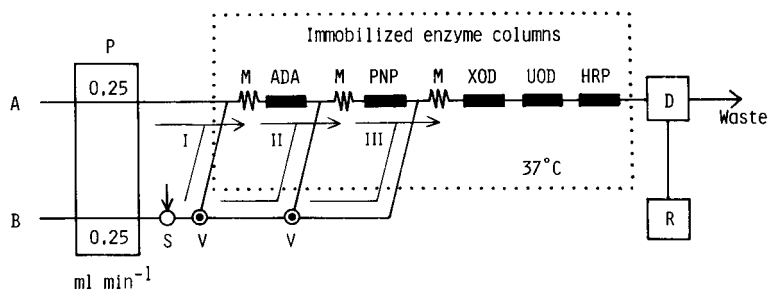 P
Immobilized enzyme columns
0.25
M ADA M PNP M XOD UOD HRP
A
D
Waste
I II III
37°C
B
0.25
S V V
R
ml min⁻¹